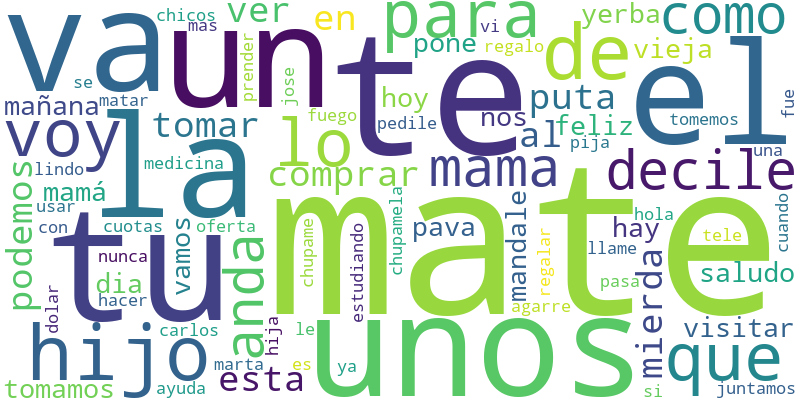 chicos
mas
va
un
ver
en
para
yerba
como
vi
prender
regalo
pone
de
vieja
se
matar
mañana
voy
la
tomar
jose
fuego
hoy
te
pedile
nos
puta
al
feliz
el
tomemos
fue
pija
una
lindo
medicina
lo
comprar
mama
decile
podemos
mamá
usar
con
tu
cuotas
oferta
vamos
nunca
dia
hacer
anda
chupame
mate
chupamela
estudiando
pava
mandale
regalar
hay
hola
llame
tele
cuando
pasa
saludo
mierda
agarre
dolar
hijo
carlos
hija
le
unos
que
visitar
tomamos
marta
ayuda
esta
es
ya
si
juntamos